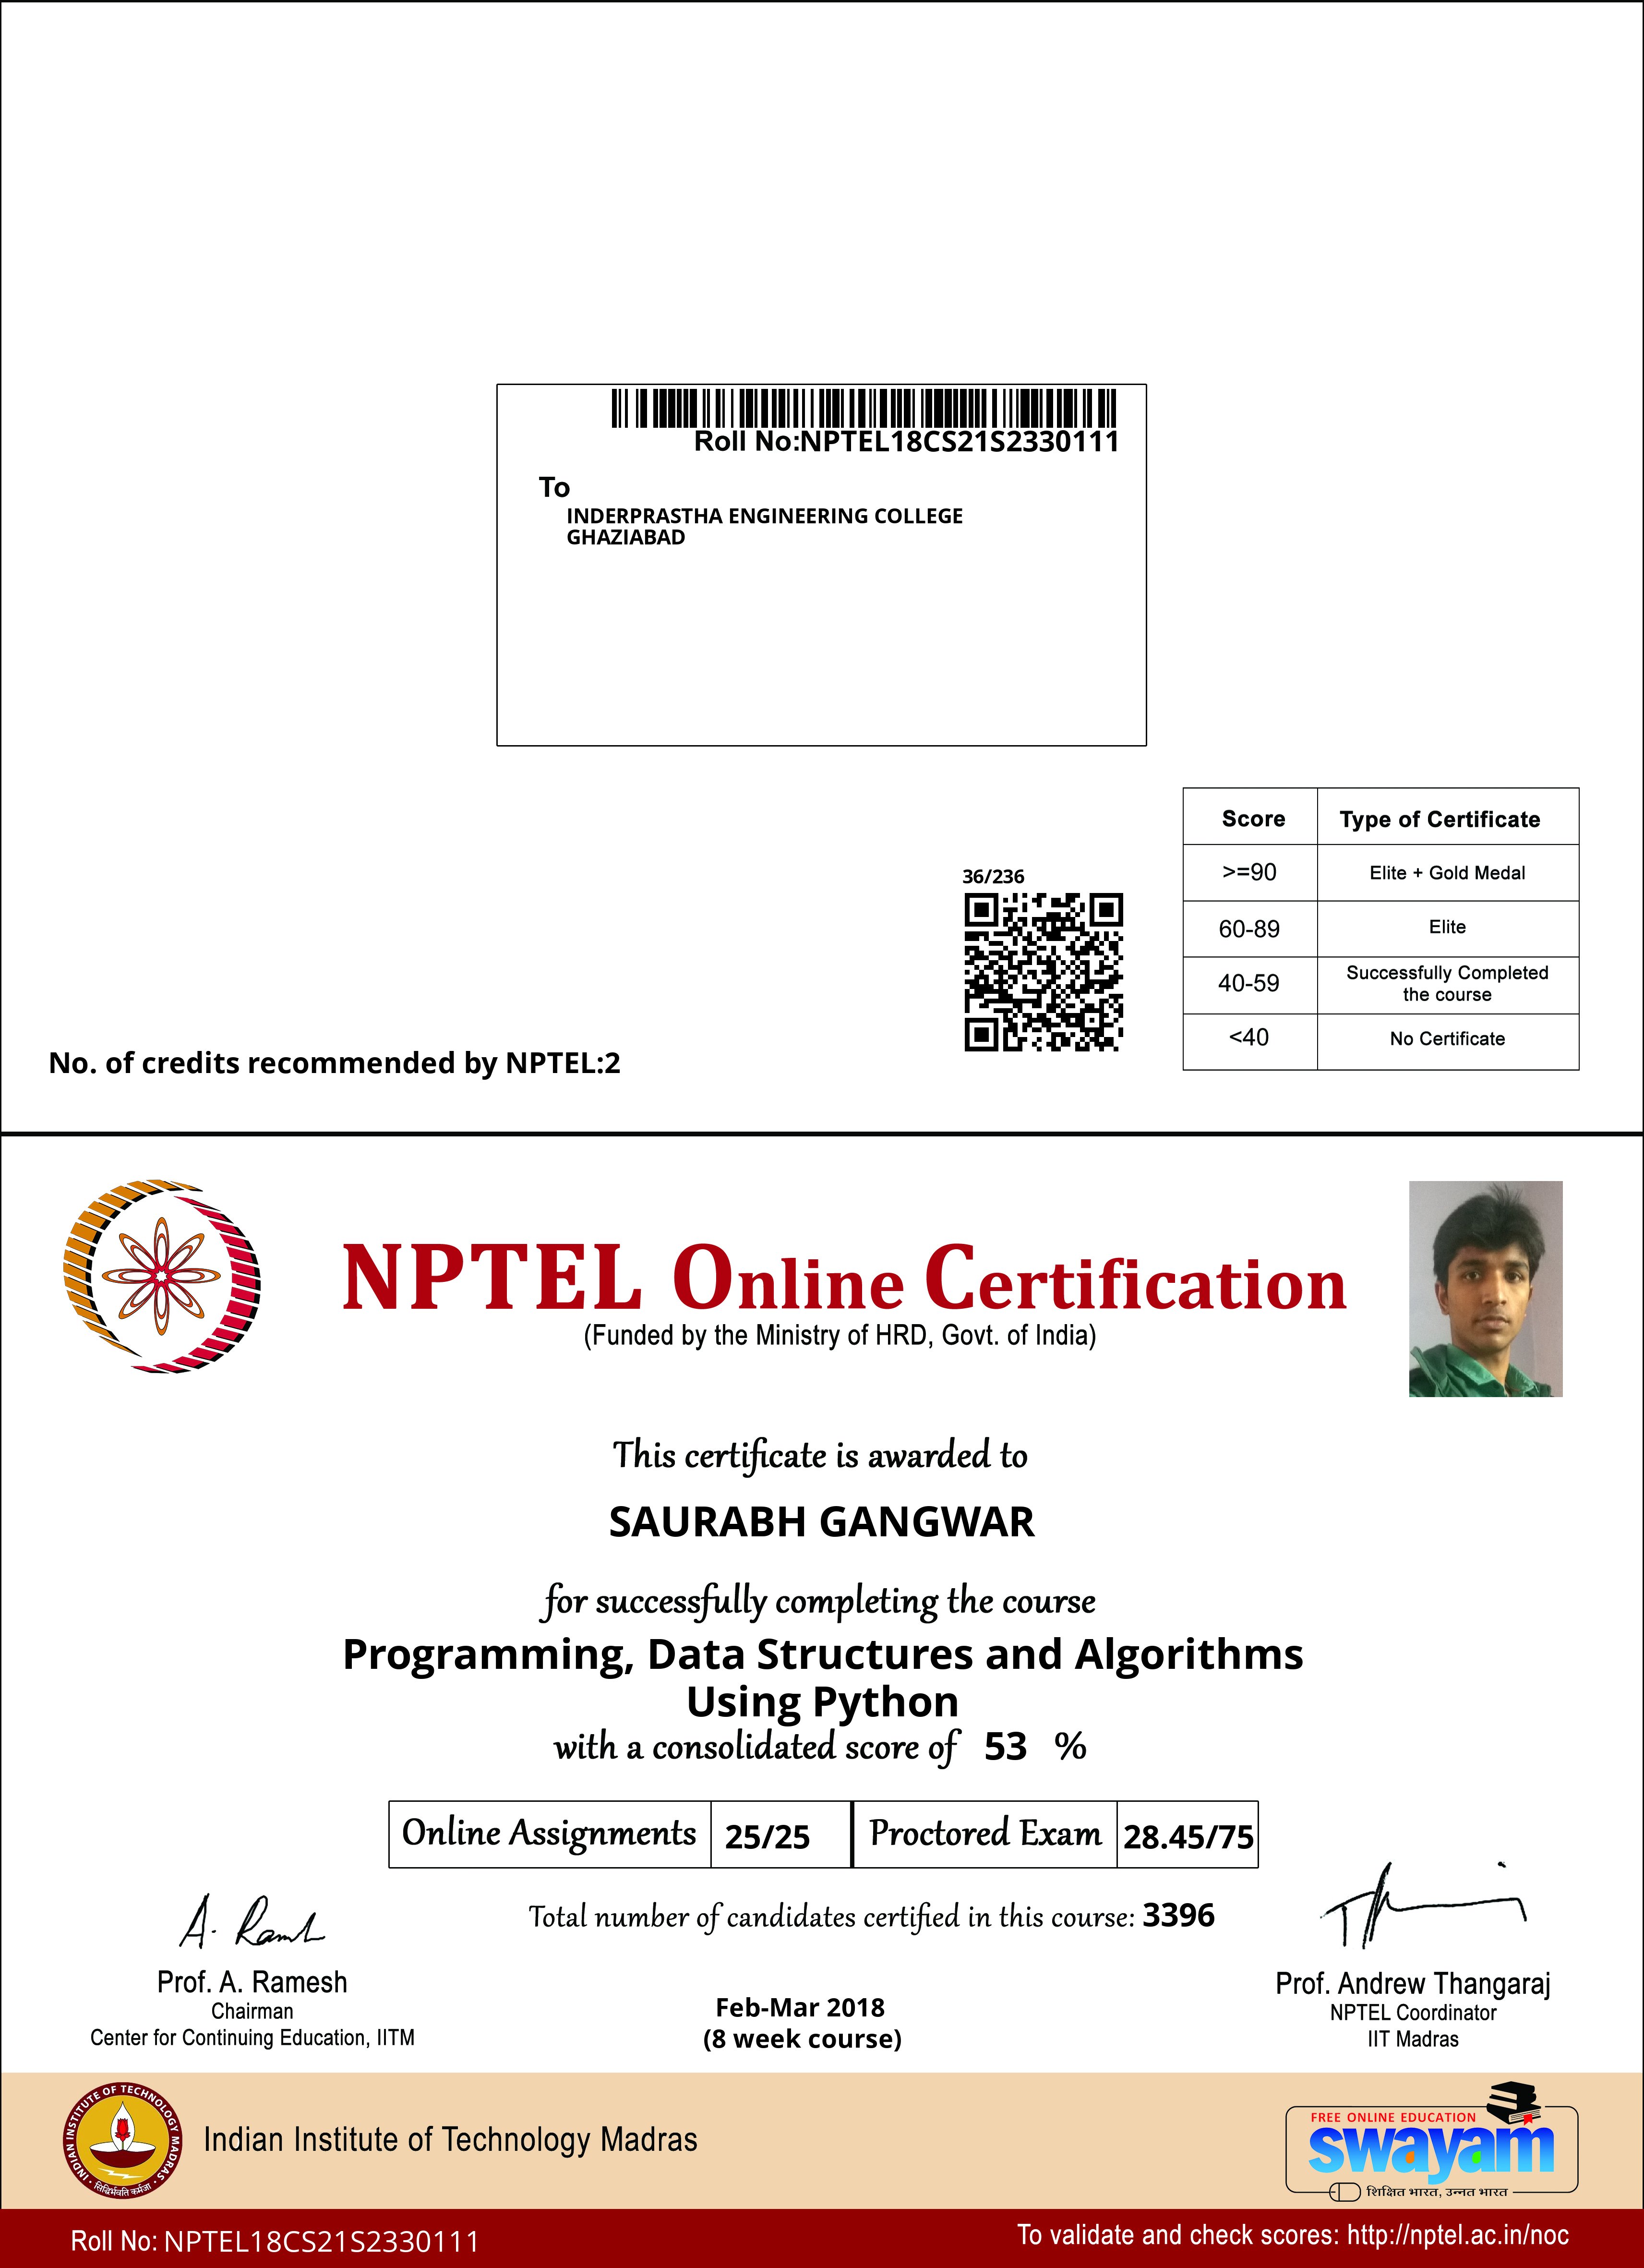 Roll No:NPTEL18CS21S2330111
To
INDERPRASTHA ENGINEERING COLLEGE
GHAZIABAD
Score Type of Certificate
>=90 Elite + Gold Medal
60-89 Elite
40-59 Successfully Completed
the course
<40 No Certificate
36/236
No. of credits recommended by NPTEL:2
NPTEL Online Certification
(Funded by the Ministry of HRD, Govt. of India)
This certificate is awarded to
SAURABH GANGWAR
for successfully completing the course
Programming, Data Structures and Algorithms
Using Python
with a consolidated score of 53 %
Online Assignments 25/25 Proctored Exam 28.45/75
Total number of candidates certified in this course: 3396
A. Ramesh
Prof. A. Ramesh
Chairman
Center for Continuing Education, IITM
Feb-Mar 2018
(8 week course)
Prof. Andrew Thangaraj
NPTEL Coordinator
IIT Madras
INDIAN INSTITUTE OF TECHNOLOGY MADRAS
सिद्धिर्भवति कर्मजा
Indian Institute of Technology Madras
FREE ONLINE EDUCATION
swayam
शिक्षित भारत, उन्नत भारत
Roll No: NPTEL18CS21S2330111
To validate and check scores: http://nptel.ac.in/noc